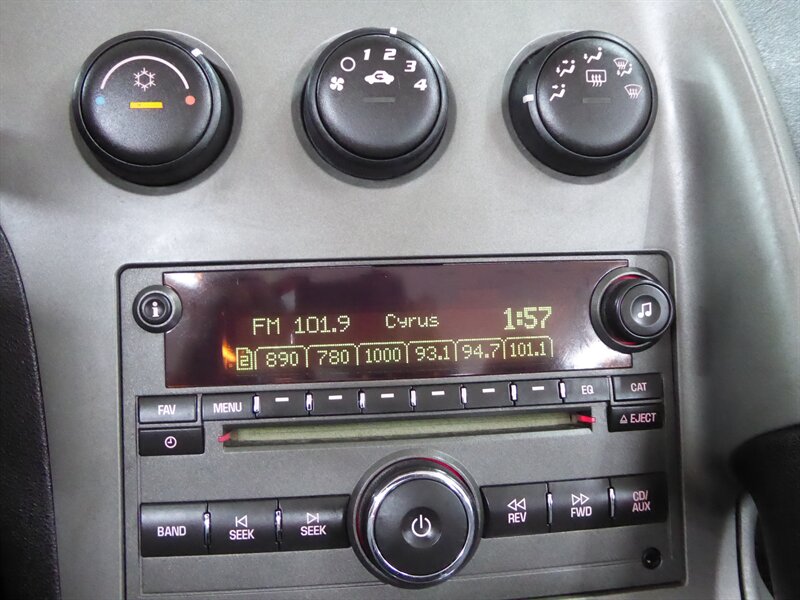 1 2 3 4
i
FM 101.9 Cyrus 1:57
2 890 780 1000 93.1 94.7 101.1
FAV MENU EQ CAT
EJECT
BAND SEEK SEEK REV FWD CD/AUX